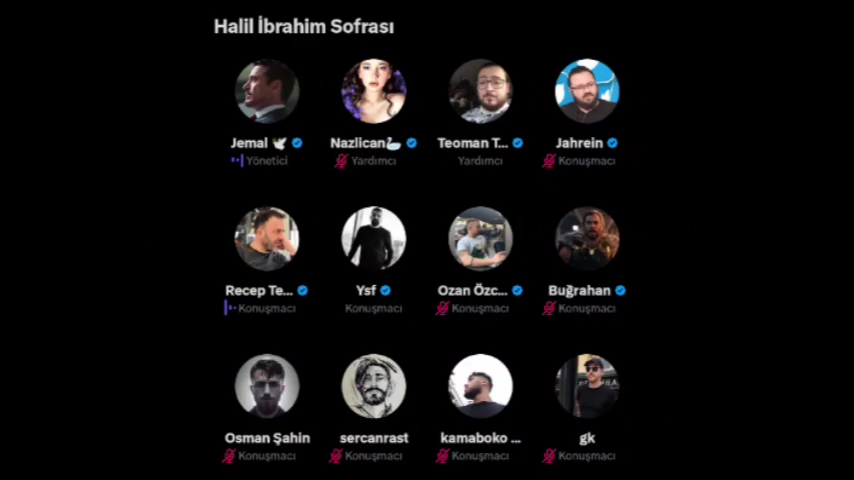 Halil İbrahim Sofrası
Jemal Nazlican Teoman T... Jahrein
Yönetici Yardımcı Yardımcı Konuşmacı
Recep Te... Ysf Ozan Özc... Buğrahan
Konuşmacı Konuşmacı Konuşmacı Konuşmacı
Osman Şahin sercanrast kamaboko ... gk
Konuşmacı Konuşmacı Konuşmacı Konuşmacı